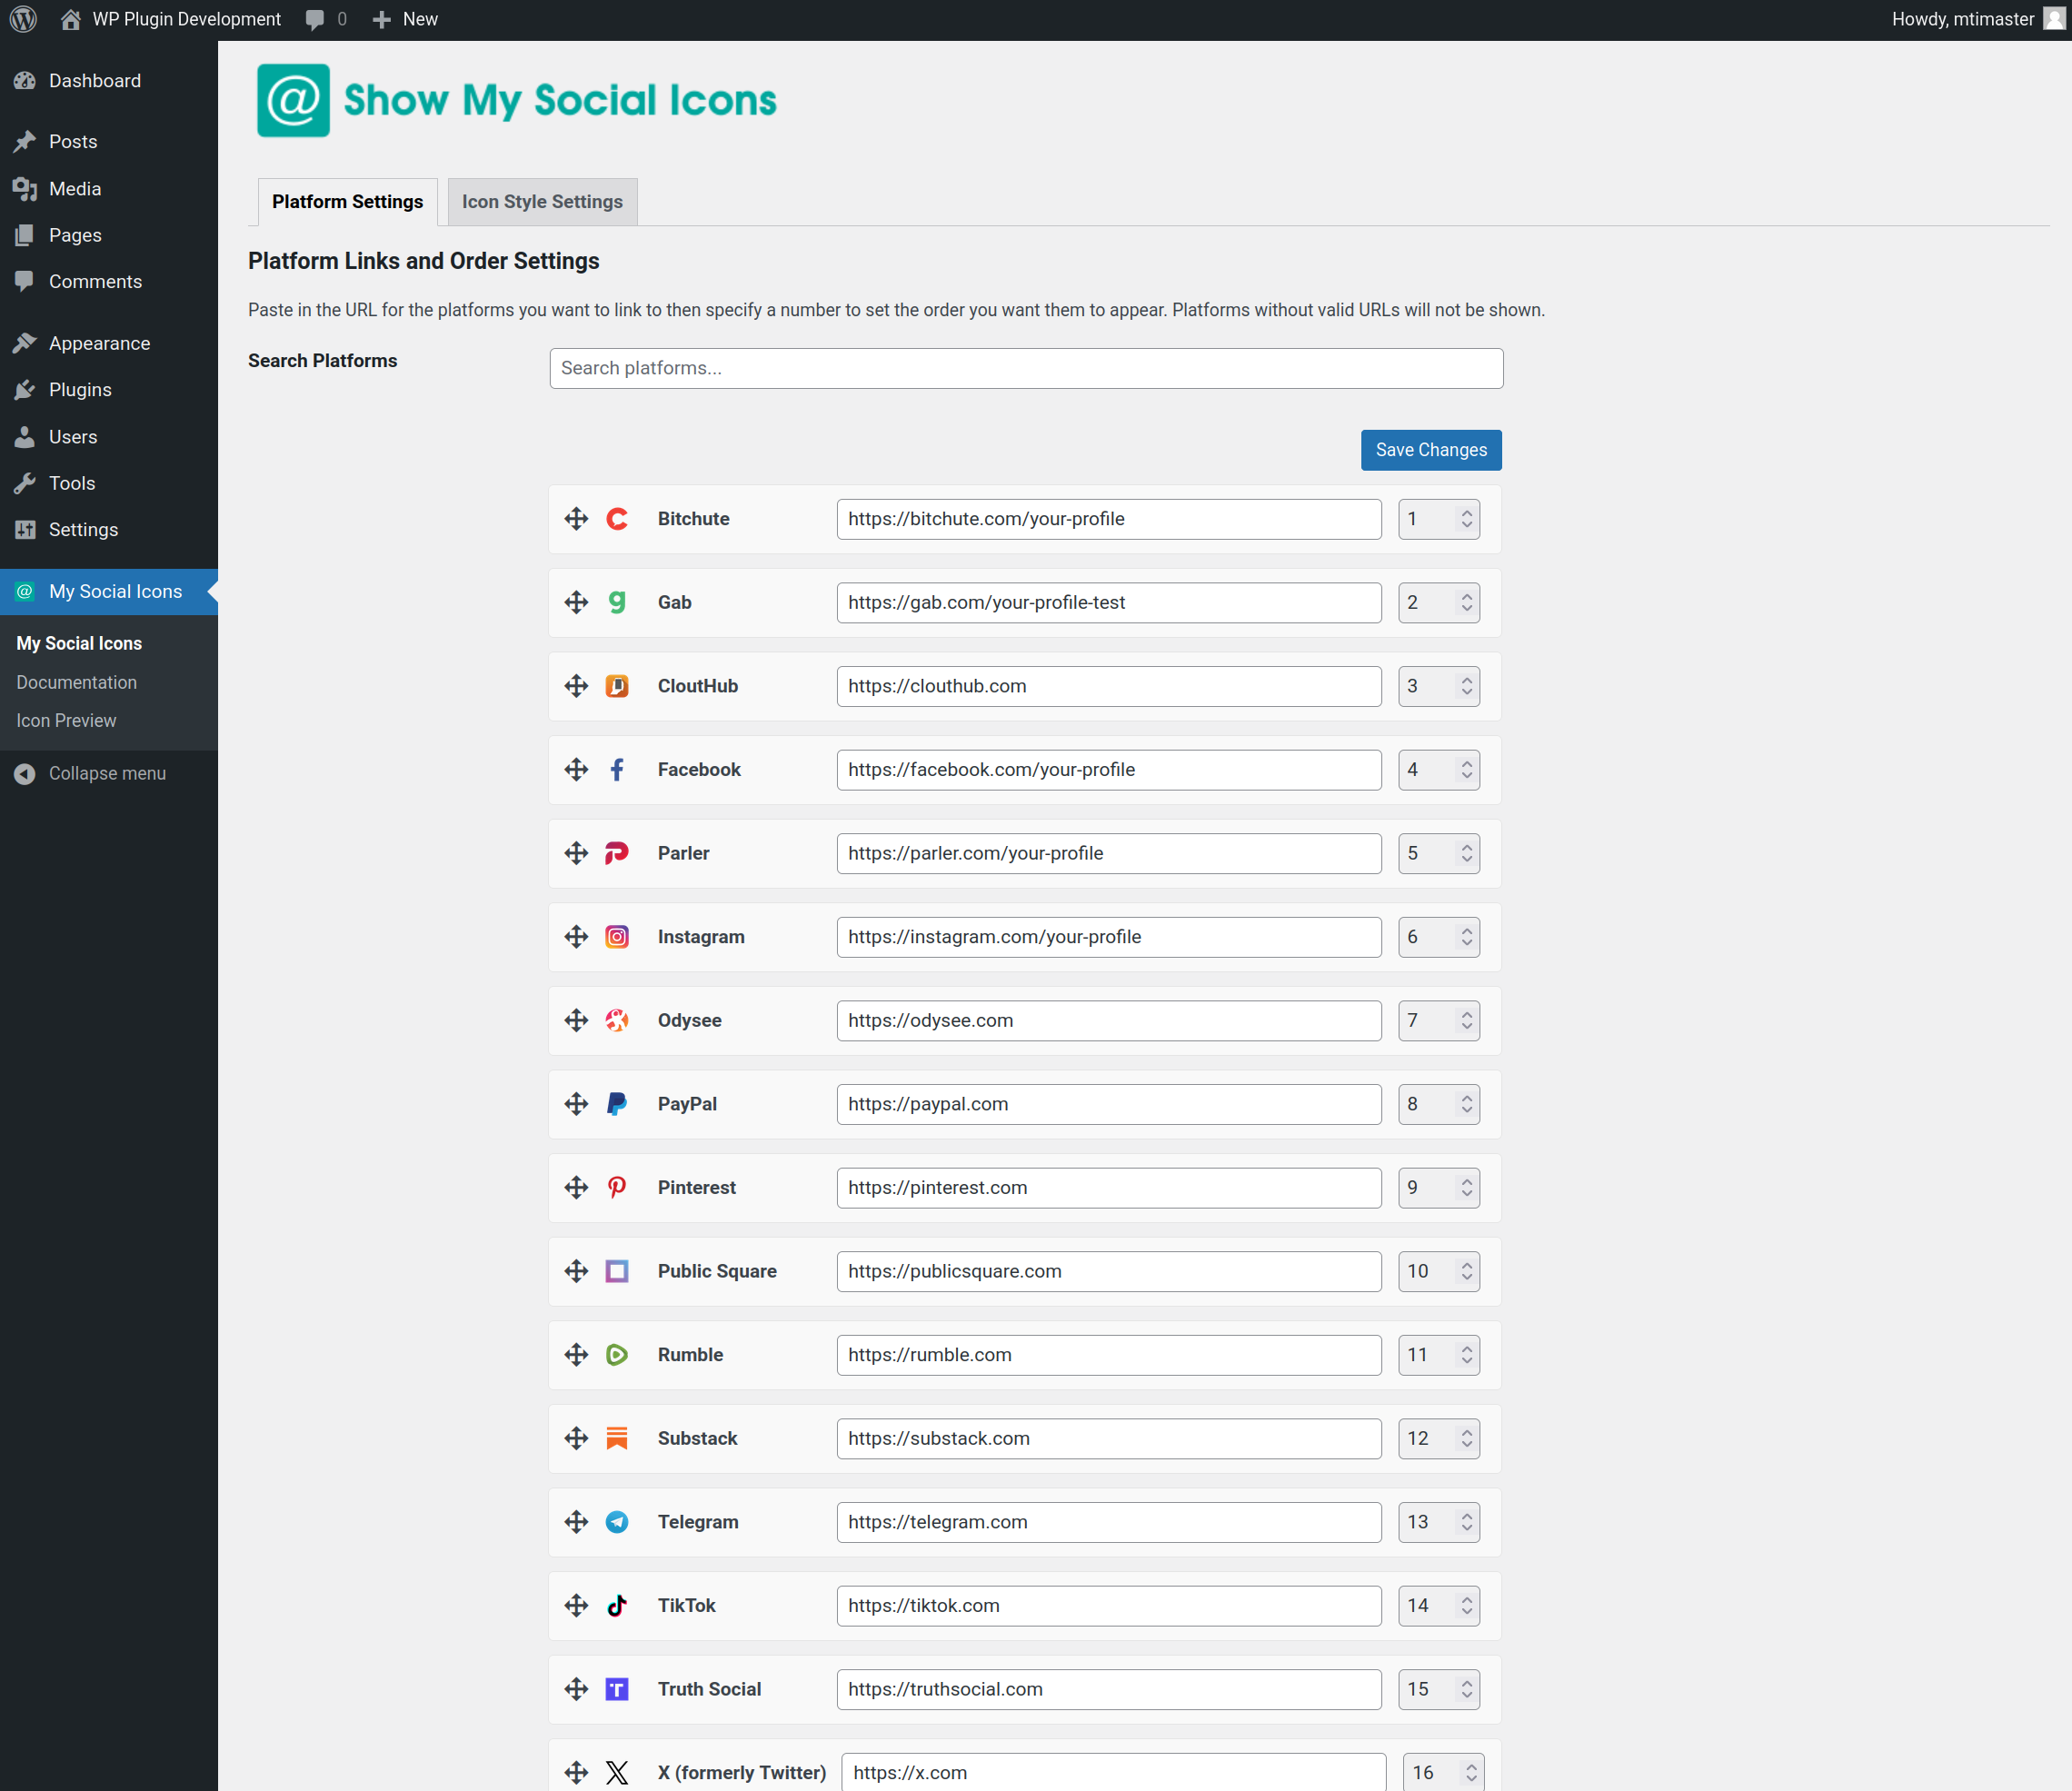 WP Plugin Development 0 New Howdy, mtimaster
Dashboard
Posts
Media
Pages
Comments
Appearance
Plugins
Users
Tools
Settings
@ My Social Icons
My Social Icons
Documentation
Icon Preview
Collapse menu
@ Show My Social Icons
Platform Settings Icon Style Settings
Platform Links and Order Settings
Paste in the URL for the platforms you want to link to then specify a number to set the order you want them to appear. Platforms without valid URLs will not be shown.
Search Platforms Search platforms...
Save Changes
Bitchute https://bitchute.com/your-profile 1
Gab https://gab.com/your-profile-test 2
CloutHub https://clouthub.com 3
Facebook https://facebook.com/your-profile 4
Parler https://parler.com/your-profile 5
Instagram https://instagram.com/your-profile 6
Odysee https://odysee.com 7
PayPal https://paypal.com 8
Pinterest https://pinterest.com 9
Public Square https://publicsquare.com 10
Rumble https://rumble.com 11
Substack https://substack.com 12
Telegram https://telegram.com 13
TikTok https://tiktok.com 14
Truth Social https://truthsocial.com 15
X (formerly Twitter) https://x.com 16